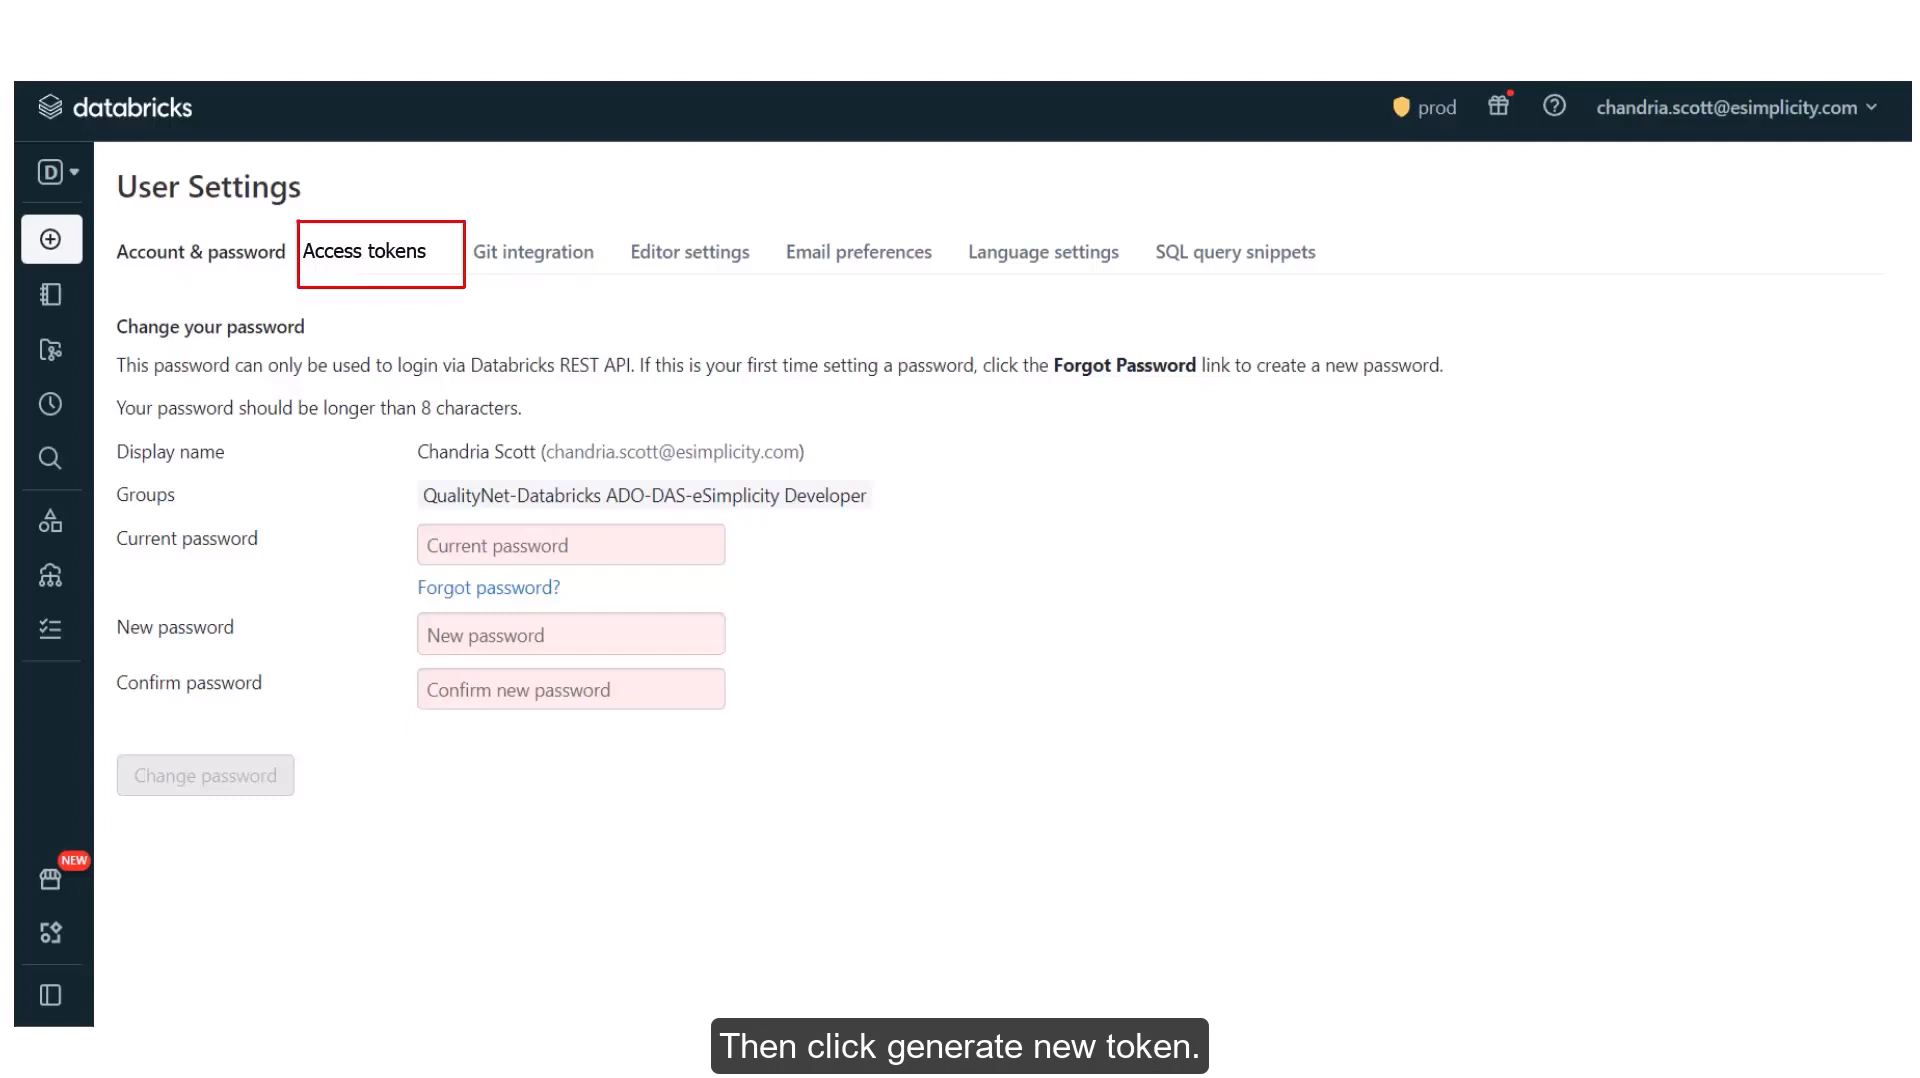 databricks
prod
chandria.scott@esimplicity.com
D
User Settings
Account & password Access tokens Git integration Editor settings Email preferences Language settings SQL query snippets
Change your password
This password can only be used to login via Databricks REST API. If this is your first time setting a password, click the Forgot Password link to create a new password.
Your password should be longer than 8 characters.
Display name Chandria Scott (chandria.scott@esimplicity.com)
Groups QualityNet-Databricks ADO-DAS-eSimplicity Developer
Current password Current password
Forgot password?
New password New password
Confirm password Confirm new password
Change password
NEW
Then click generate new token.